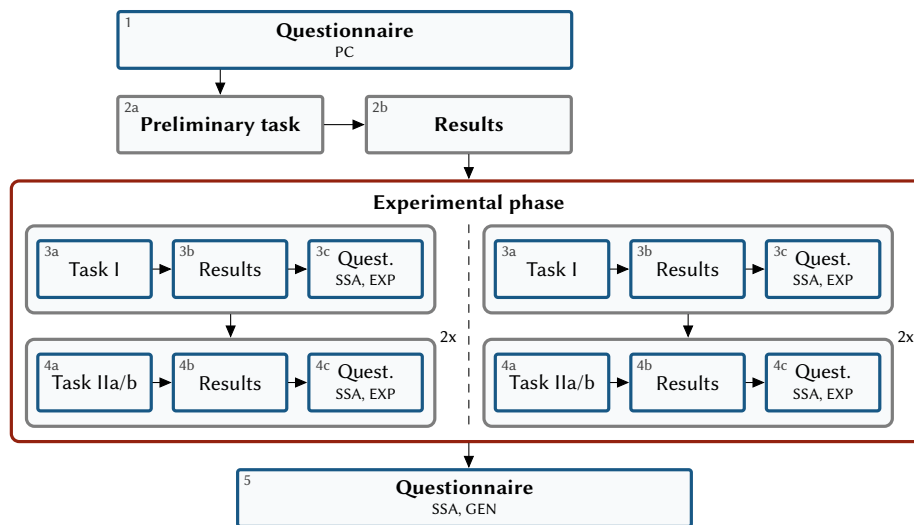 1
Questionnaire
PC
2a
Preliminary task
2b
Results
Experimental phase
3a
Task I
3b
Results
3c
Quest.
SSA, EXP
4a
Task IIa/b
4b
Results
4c
Quest.
SSA, EXP
2x
3a
Task I
3b
Results
3c
Quest.
SSA, EXP
4a
Task IIa/b
4b
Results
4c
Quest.
SSA, EXP
2x
5
Questionnaire
SSA, GEN